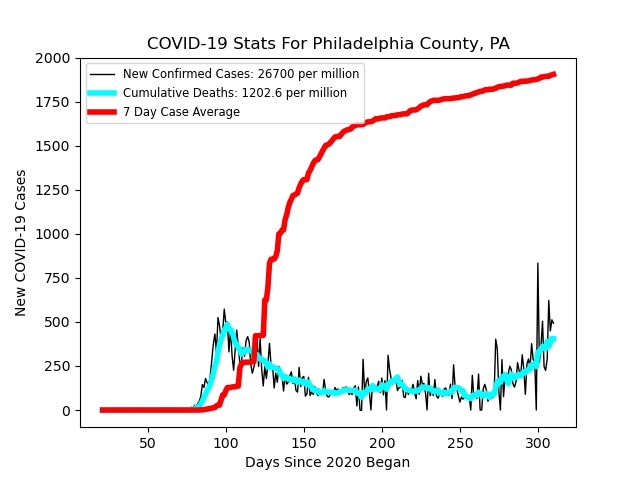 COVID-19 Stats For Philadelphia County, PA
New Confirmed Cases: 26700 per million
Cumulative Deaths: 1202.6 per million
7 Day Case Average
New COVID-19 Cases
2000
1750
1500
1250
1000
750
500
250
0
50 100 150 200 250 300
Days Since 2020 Began